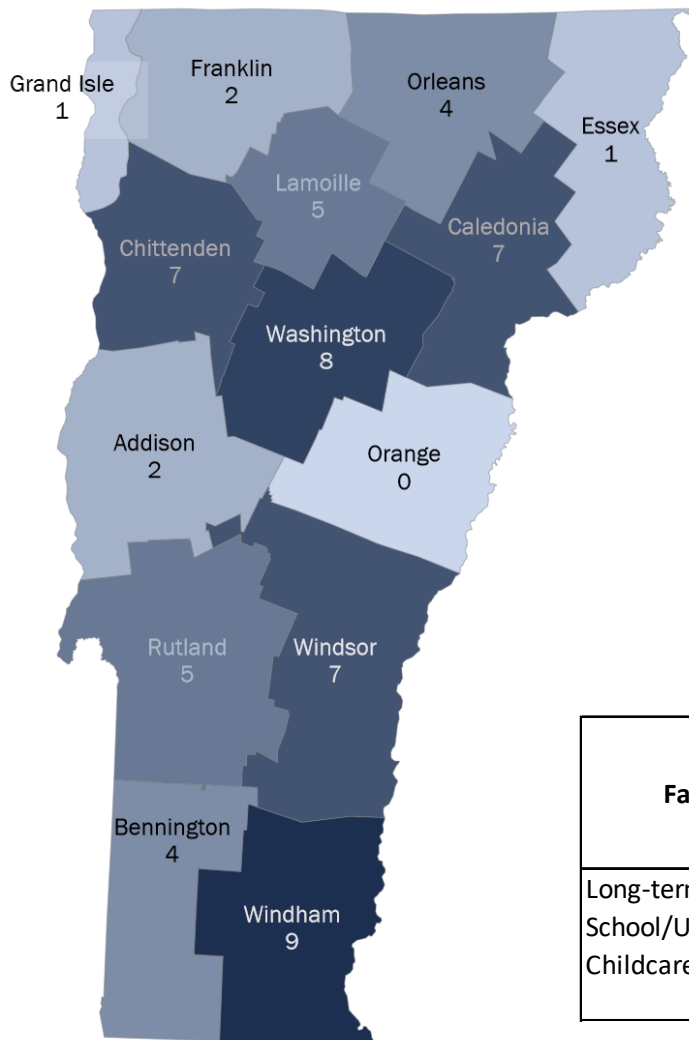 Grand Isle
1
Franklin
2
Orleans
4
Essex
1
Lamoille
5
Chittenden
7
Caledonia
7
Washington
8
Addison
2
Orange
0
Rutland
5
Windsor
7
Bennington
4
Windham
9
Long-term
School/U
Childcare